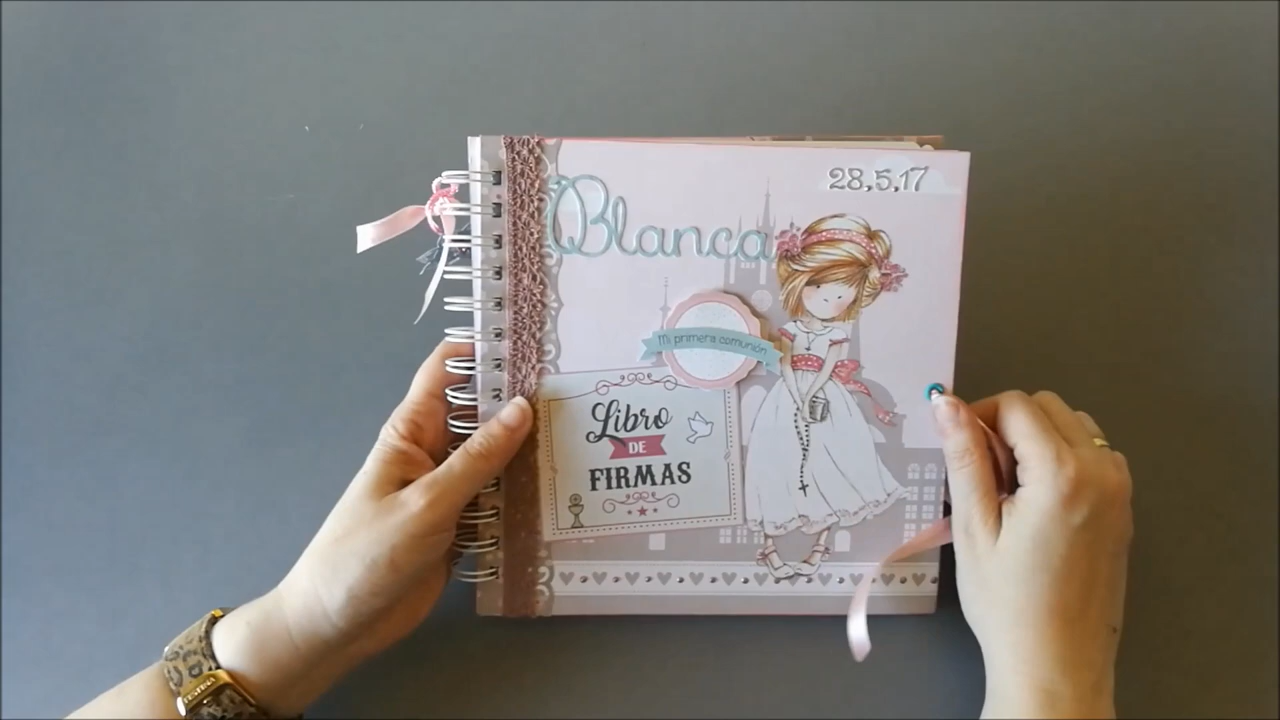 28,5,17
Blanca
Mi primera comunión
Libro
DE
FIRMAS